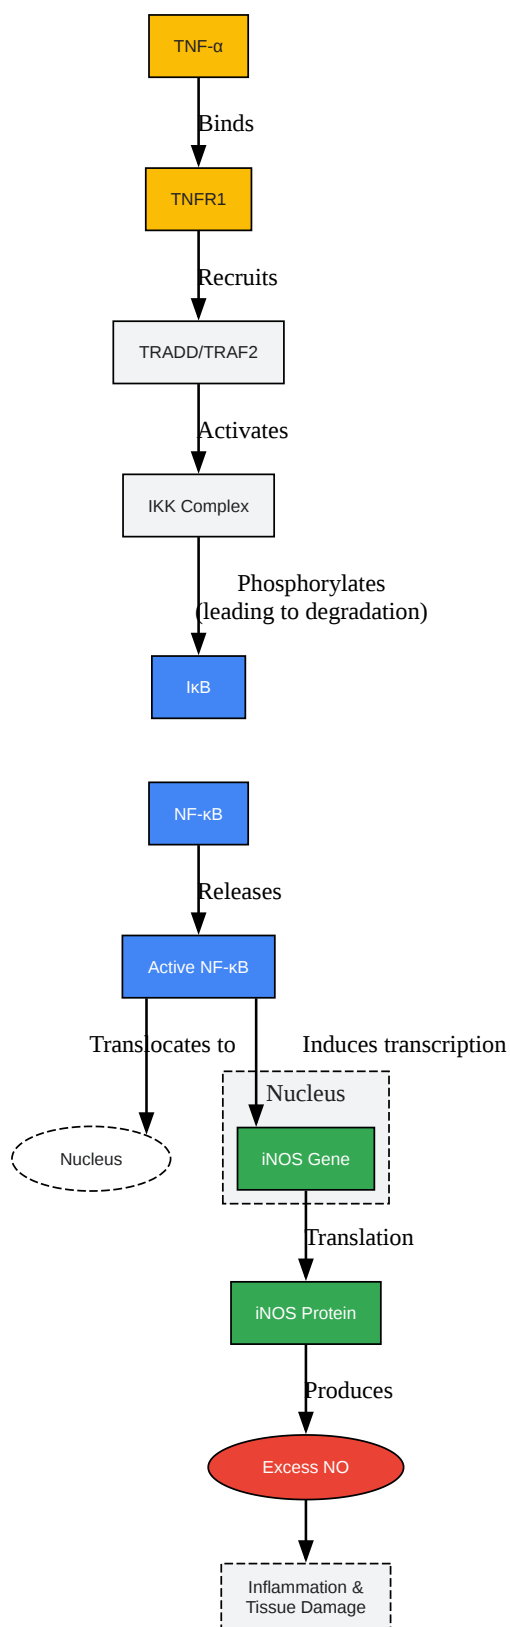 TNF-α
Binds
TNFR1
Recruits
TRADD/TRAF2
Activates
IKK Complex
Phosphorylates
(leading to degradation)
IκB
NF-κB
Releases
Active NF-κB
Translocates to
Induces transcription
Nucleus
Nucleus
iNOS Gene
Translation
iNOS Protein
Produces
Excess NO
Inflammation &
Tissue Damage